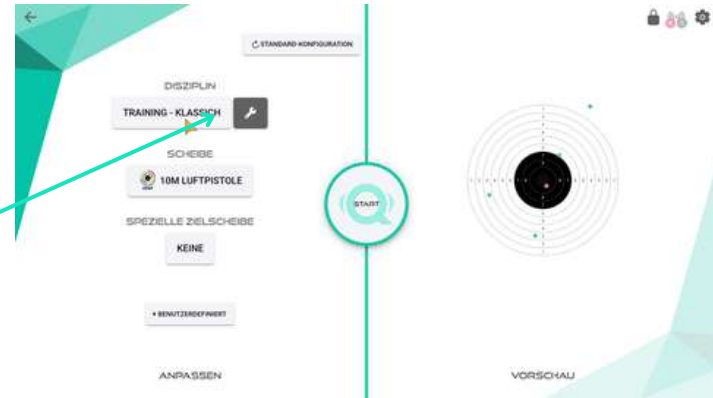 STANDARD-KONFIGURATION
DISZIPLIN
TRAINING - KLASSICH
SCHEIBE
10M LUFTPISTOLE
SPEZIELLE ZIELSCHEIBE
KEINE
+ BENUTZERDEFINIERT
ANPASSEN
START
VORSCHAU